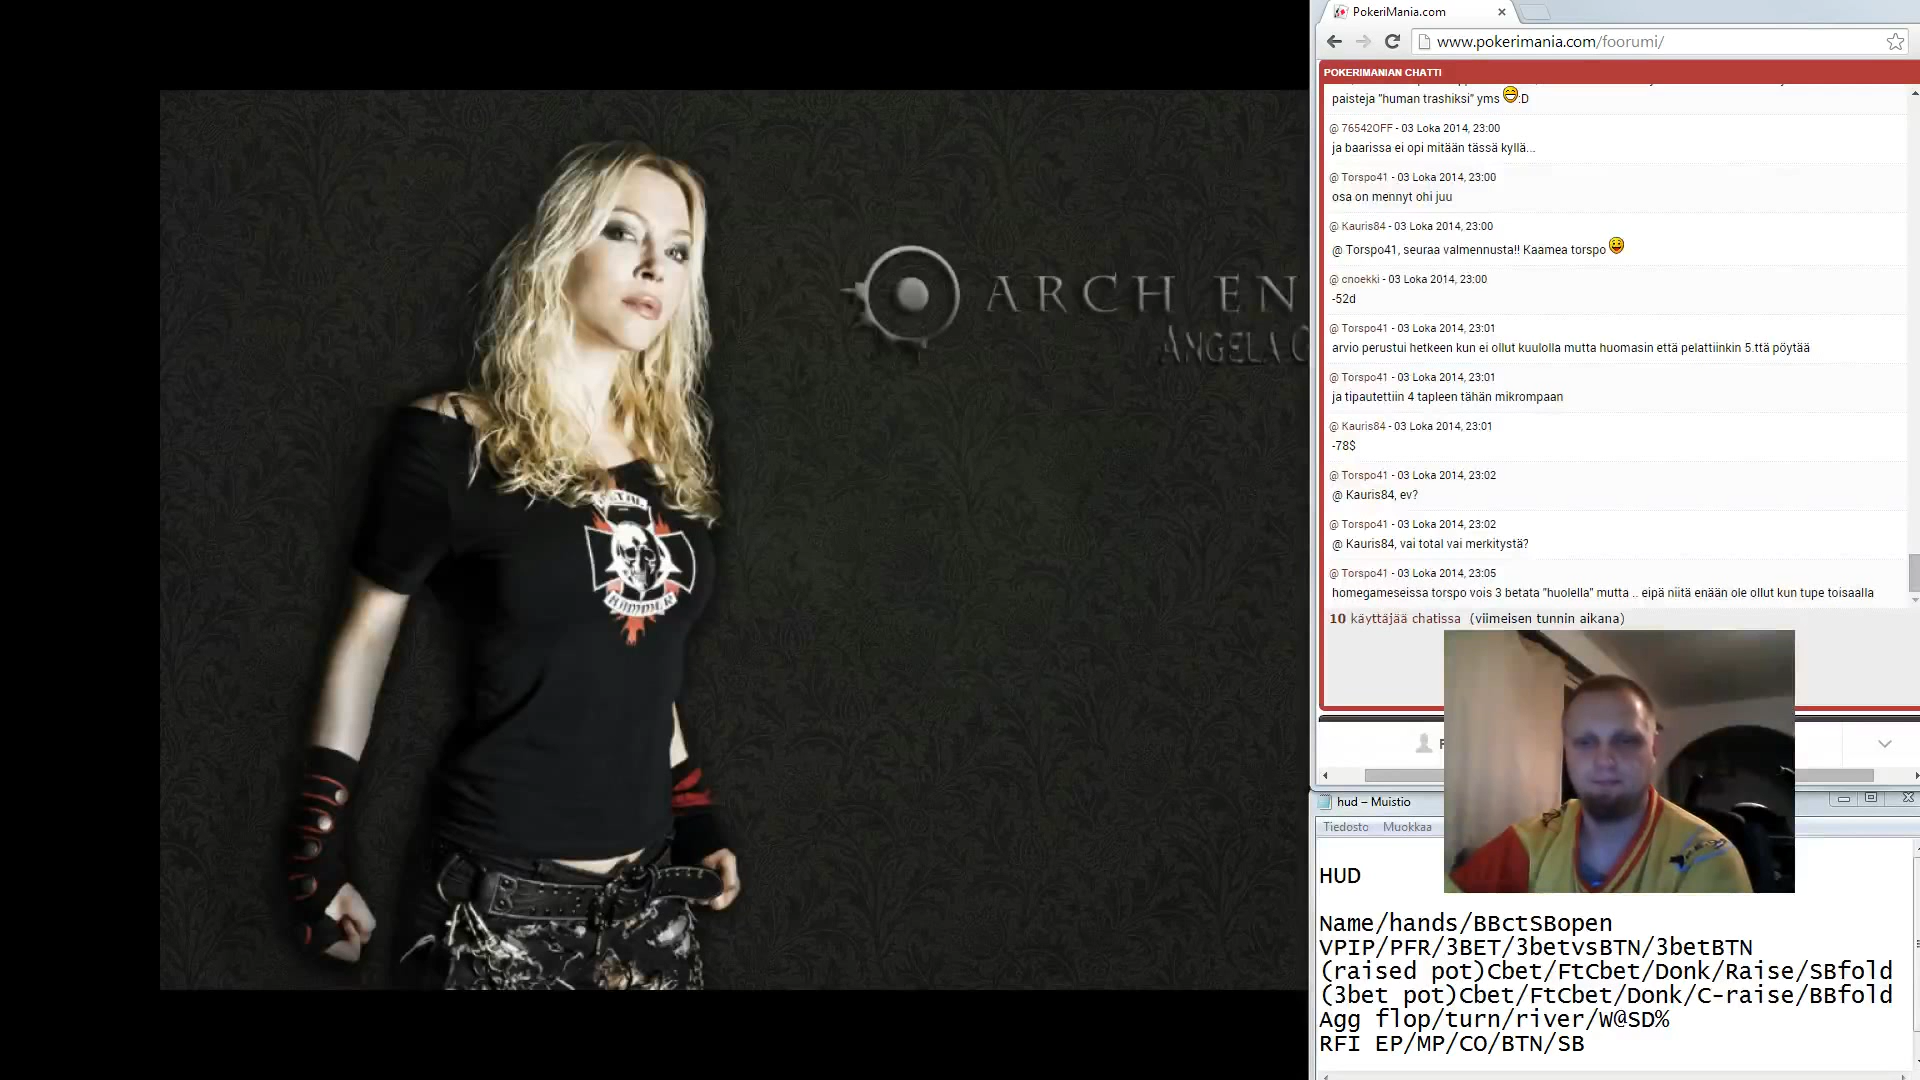 ARCH EN
ANGELA
PokeriMania.com
www.pokerimania.com/foorumi/
POKERIMANIAN CHATTI
paisteja "human trashiksi" yms :D
@ 76542OFF - 03 Loka 2014, 23:00
ja baarissa ei opi mitään tässä kyllä...
@ Torspo41 - 03 Loka 2014, 23:00
osa on mennyt ohi juu
@ Kauris84 - 03 Loka 2014, 23:00
@ Torspo41, seuraa valmennusta!! Kaamea torspo
@ cnoekki - 03 Loka 2014, 23:00
-52d
@ Torspo41 - 03 Loka 2014, 23:01
arvio perustui hetkeen kun ei ollut kuulolla mutta huomasin että pelattiinkin 5.ttä pöytää
@ Torspo41 - 03 Loka 2014, 23:01
ja tipautettiin 4 tapleen tähän mikrompaan
@ Kauris84 - 03 Loka 2014, 23:01
-78$
@ Torspo41 - 03 Loka 2014, 23:02
@ Kauris84, ev?
@ Torspo41 - 03 Loka 2014, 23:02
@ Kauris84, vai total vai merkitystä?
@ Torspo41 - 03 Loka 2014, 23:05
homegameseissa torspo vois 3 betata "huolella" mutta .. eipä niitä enään ole ollut kun tupe toisaalla
10 käyttäjää chatissa (viimeisen tunnin aikana)
hud – Muistio
Tiedosto Muokkaa
HUD
Name/hands/BBctSBopen
VPIP/PFR/3BET/3betvsBTN/3betBTN
(raised pot)Cbet/FtCbet/Donk/Raise/SBfold
(3bet pot)Cbet/FtCbet/Donk/C-raise/BBfold
Agg flop/turn/river/W@SD%
RFI EP/MP/CO/BTN/SB